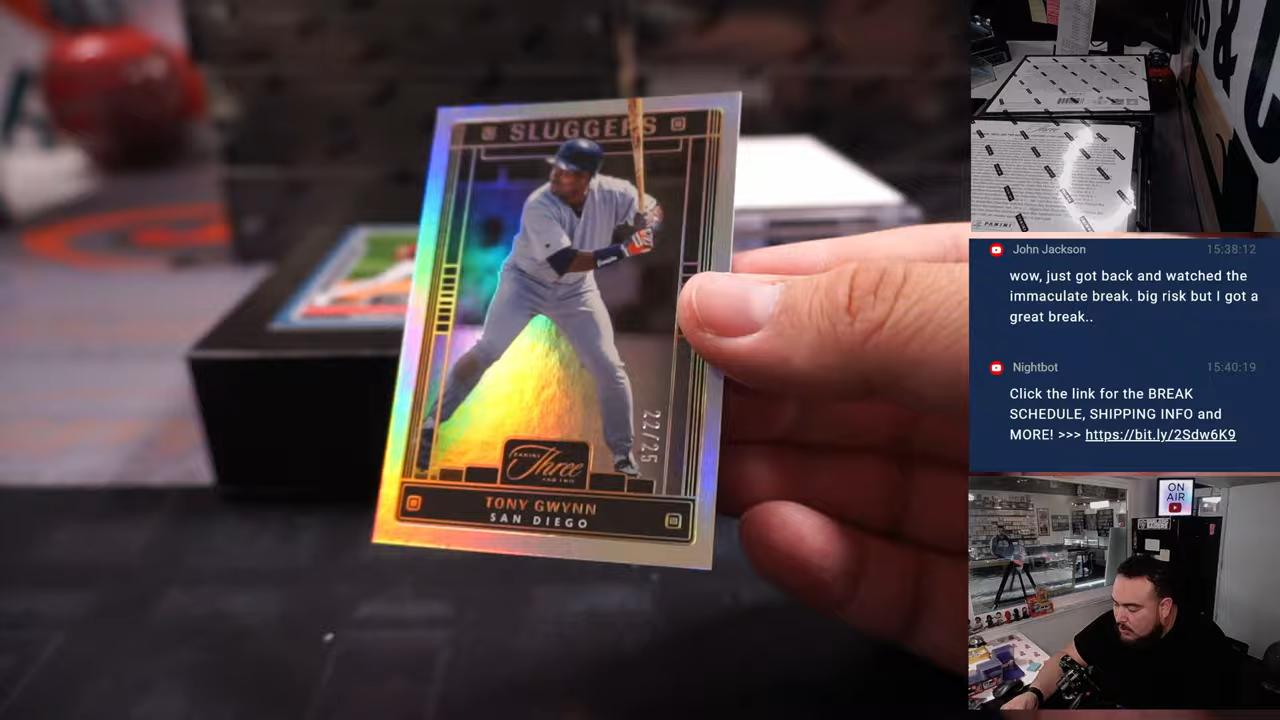 SLUGGERS
22/25
PANINI
Three
AND TWO
TONY GWYNN
SAN DIEGO
PANINI
John Jackson 15:38:12
wow, just got back and watched the
immaculate break. big risk but I got a
great break..
Nightbot 15:40:19
Click the link for the BREAK
SCHEDULE, SHIPPING INFO and
MORE! >>> https://bit.ly/2Sdw6K9
ON
AIR